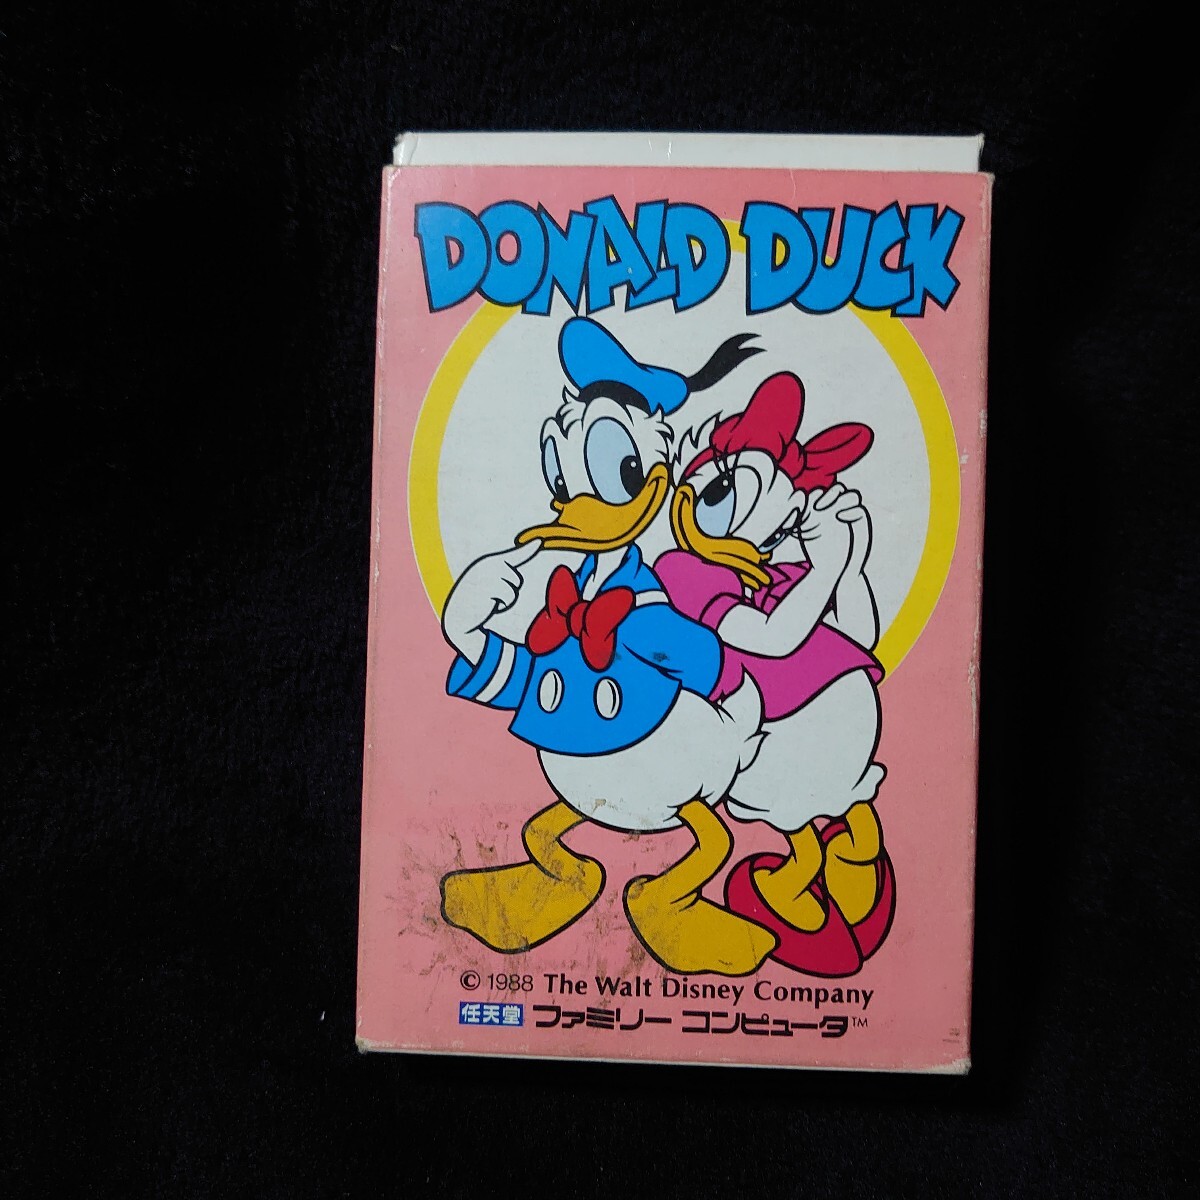 DONALD DUCK
© 1988 The Walt Disney Company
任天堂 ファミリー コンピュータ™